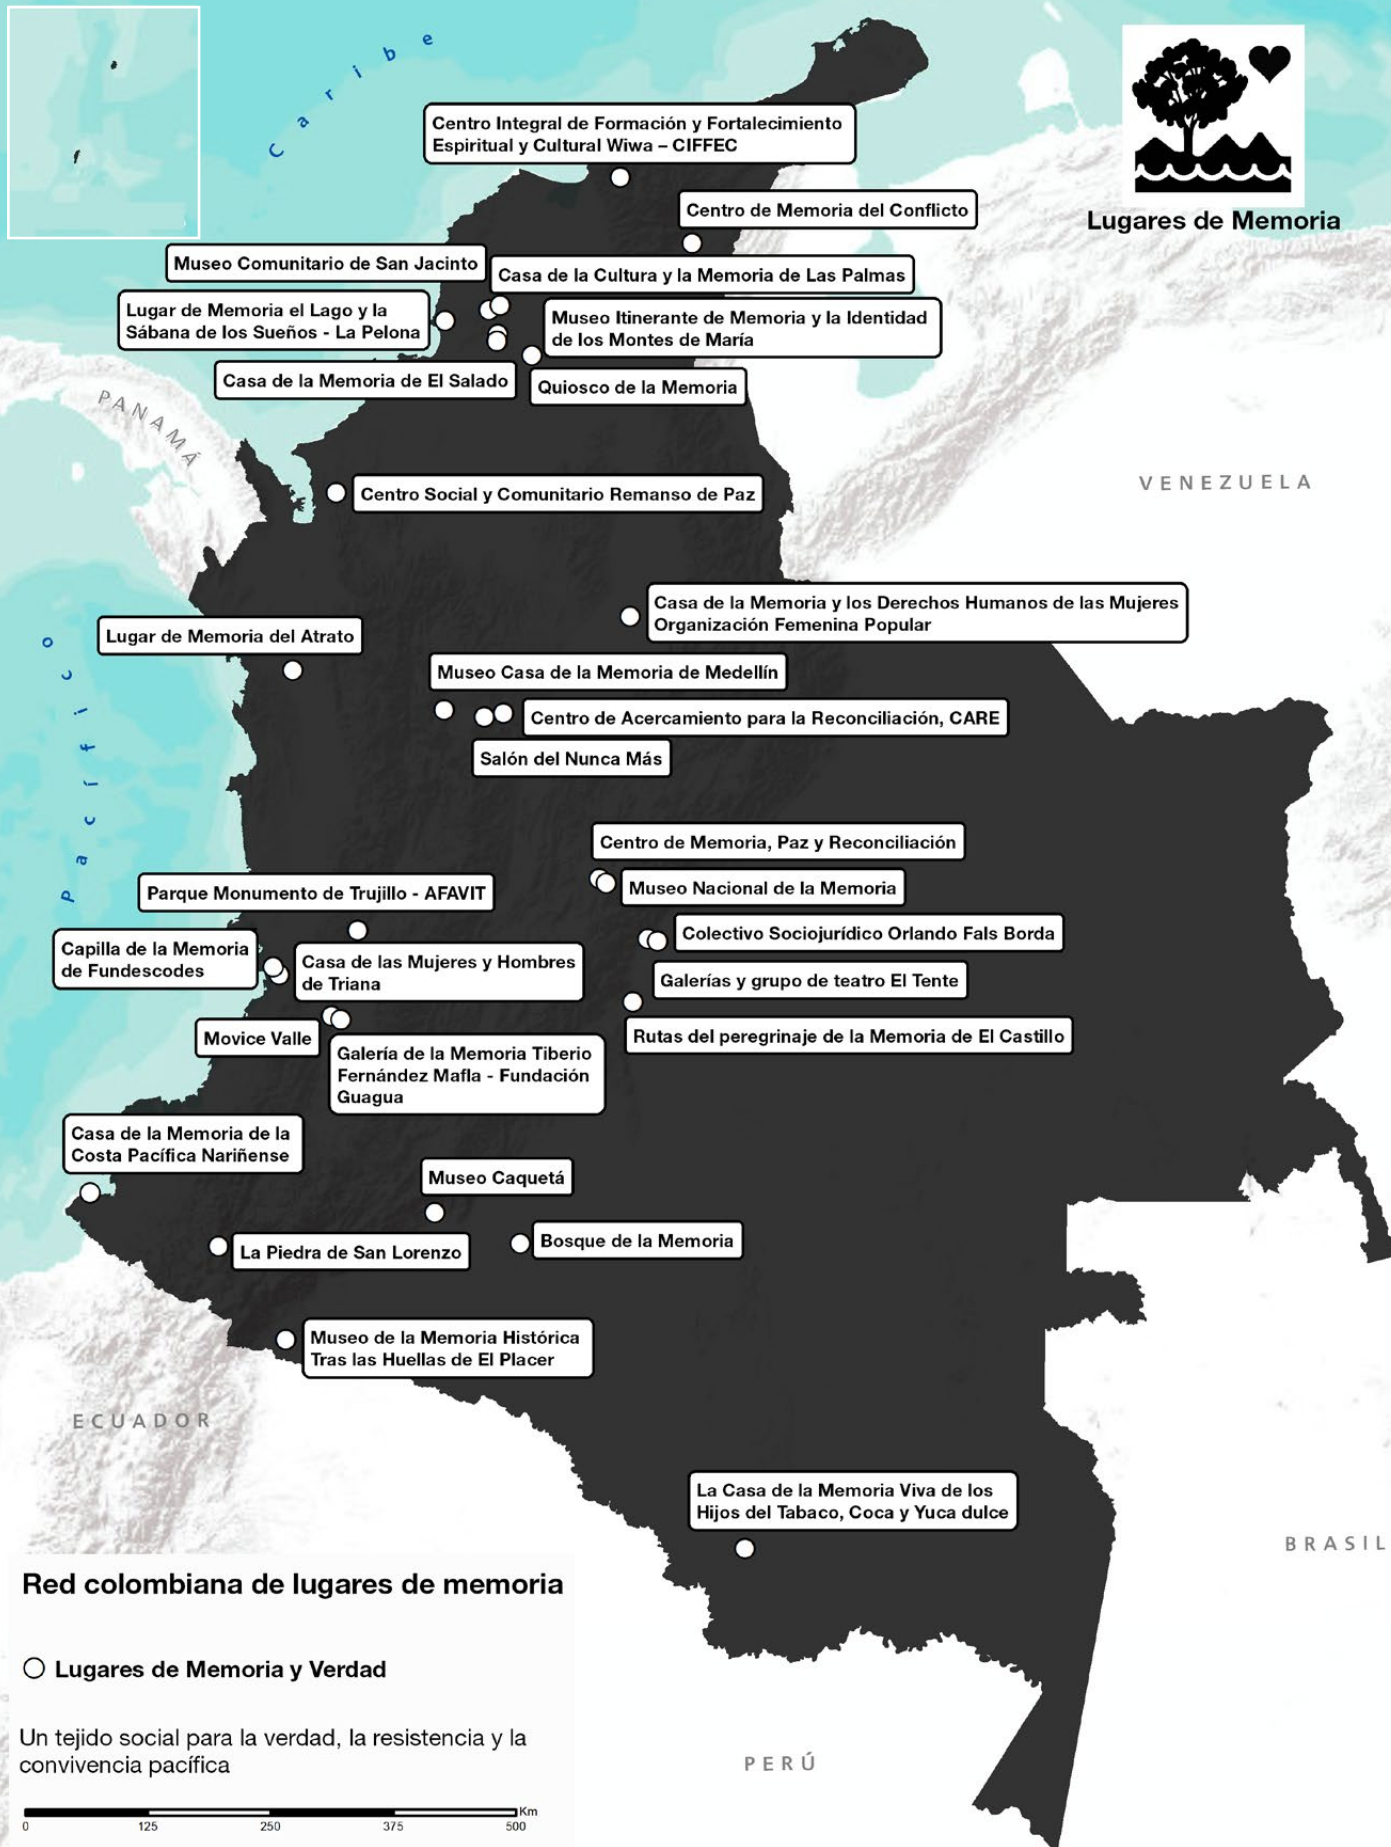 Caribe
Centro Integral de Formación y Fortalecimiento
Espiritual y Cultural Wiwa – CIFFEC
Lugares de Memoria
Centro de Memoria del Conflicto
Museo Comunitario de San Jacinto
Casa de la Cultura y la Memoria de Las Palmas
Lugar de Memoria el Lago y la
Sábana de los Sueños - La Pelona
Museo Itinerante de Memoria y la Identidad
de los Montes de María
Casa de la Memoria de El Salado
Quiosco de la Memoria
PANAMÁ
VENEZUELA
Centro Social y Comunitario Remanso de Paz
Casa de la Memoria y los Derechos Humanos de las Mujeres
Organización Femenina Popular
Lugar de Memoria del Atrato
Pacífico
Museo Casa de la Memoria de Medellín
Centro de Acercamiento para la Reconciliación, CARE
Salón del Nunca Más
Centro de Memoria, Paz y Reconciliación
Museo Nacional de la Memoria
Parque Monumento de Trujillo - AFAVIT
Colectivo Sociojurídico Orlando Fals Borda
Capilla de la Memoria
de Fundescodes
Casa de las Mujeres y Hombres
de Triana
Galerías y grupo de teatro El Tente
Movice Valle
Rutas del peregrinaje de la Memoria de El Castillo
Galería de la Memoria Tiberio
Fernández Mafla - Fundación
Guagua
Casa de la Memoria de la
Costa Pacífica Nariñense
Museo Caquetá
La Piedra de San Lorenzo
Bosque de la Memoria
Museo de la Memoria Histórica
Tras las Huellas de El Placer
ECUADOR
La Casa de la Memoria Viva de los
Hijos del Tabaco, Coca y Yuca dulce
BRASIL
Red colombiana de lugares de memoria
Lugares de Memoria y Verdad
Un tejido social para la verdad, la resistencia y la
convivencia pacífica
PERÚ
Km
0 125 250 375 500